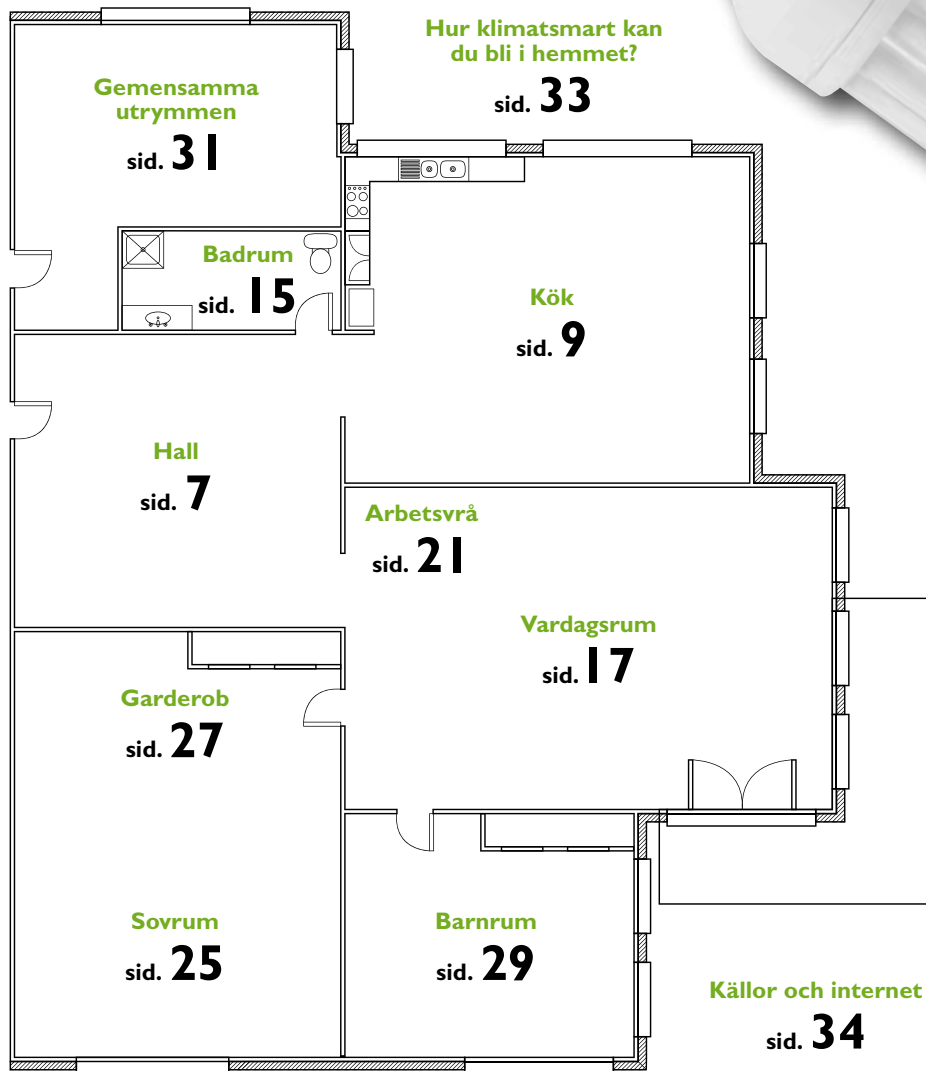 Hur klimatsmart kan
du bli i hemmet?
sid. 33
Gemensamma
utrymmen
sid. 31
Badrum
sid. 15
Kök
sid. 9
Hall
sid. 7
Arbetsvrå
sid. 21
Vardagsrum
sid. 17
Garderob
sid. 27
Sovrum
sid. 25
Barnrum
sid. 29
Källor och internet
sid. 34